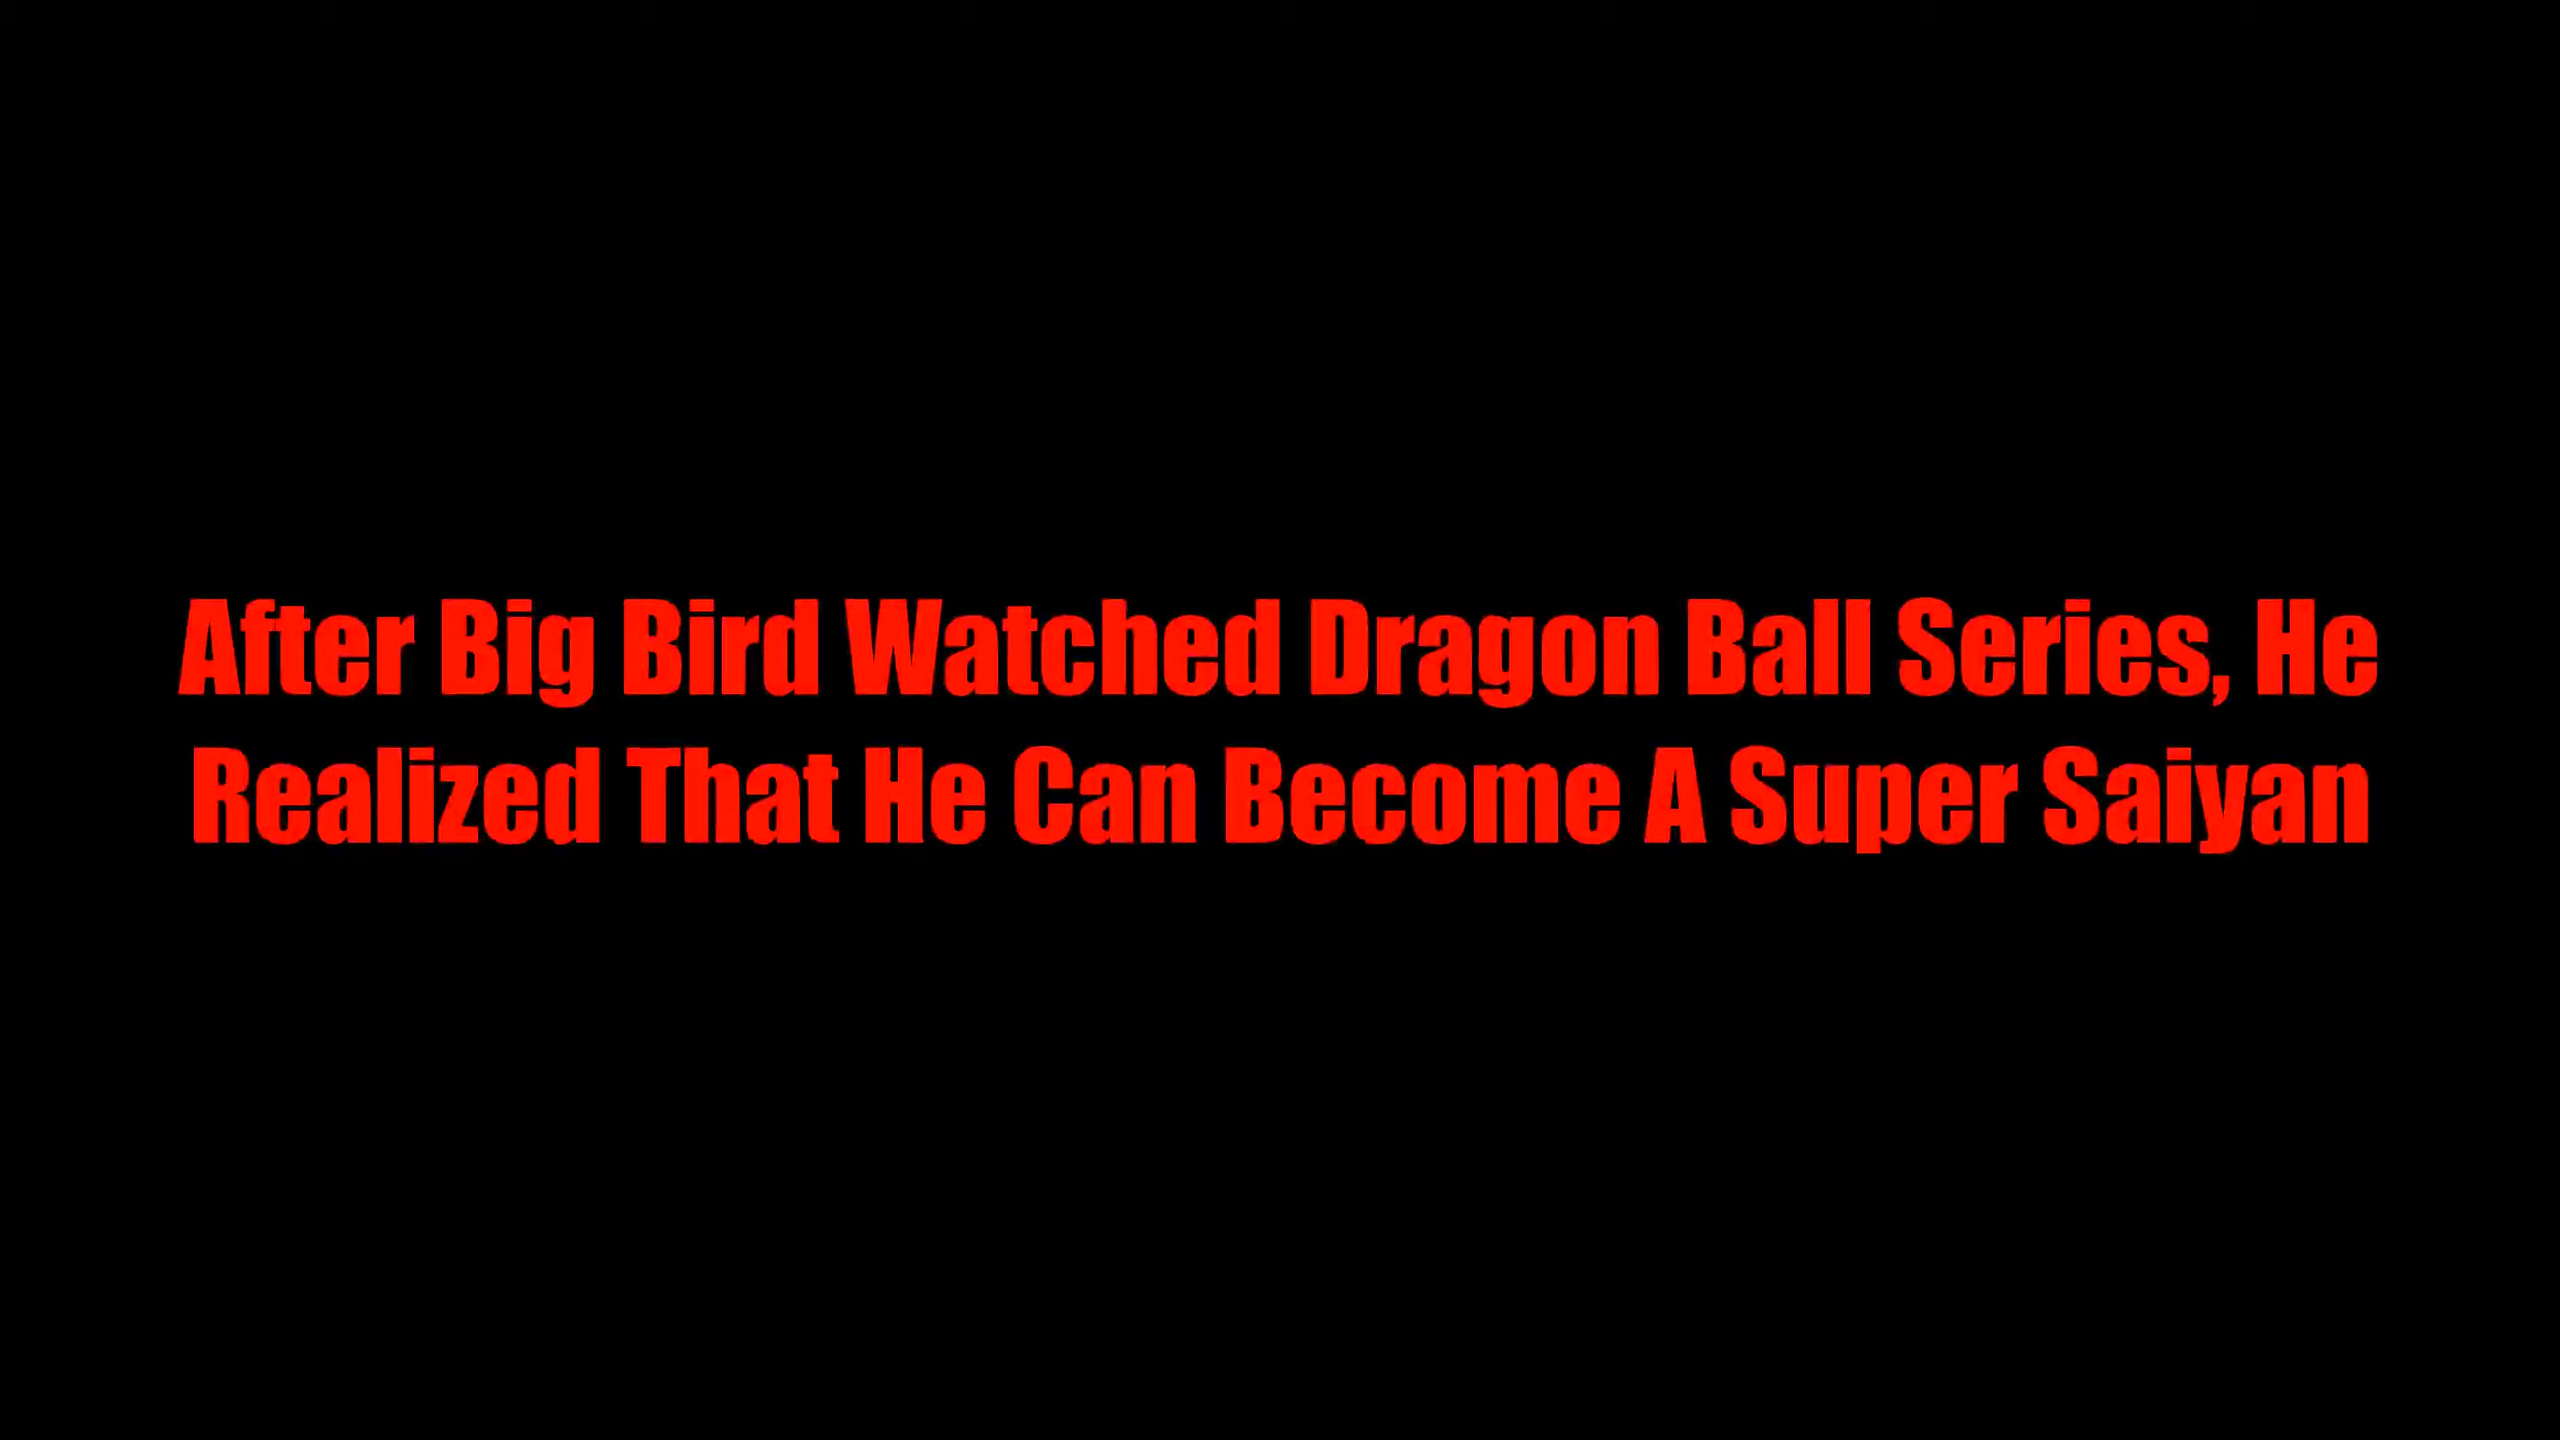 After Big Bird Watched Dragon Ball Series, He
Realized That He Can Become A Super Saiyan